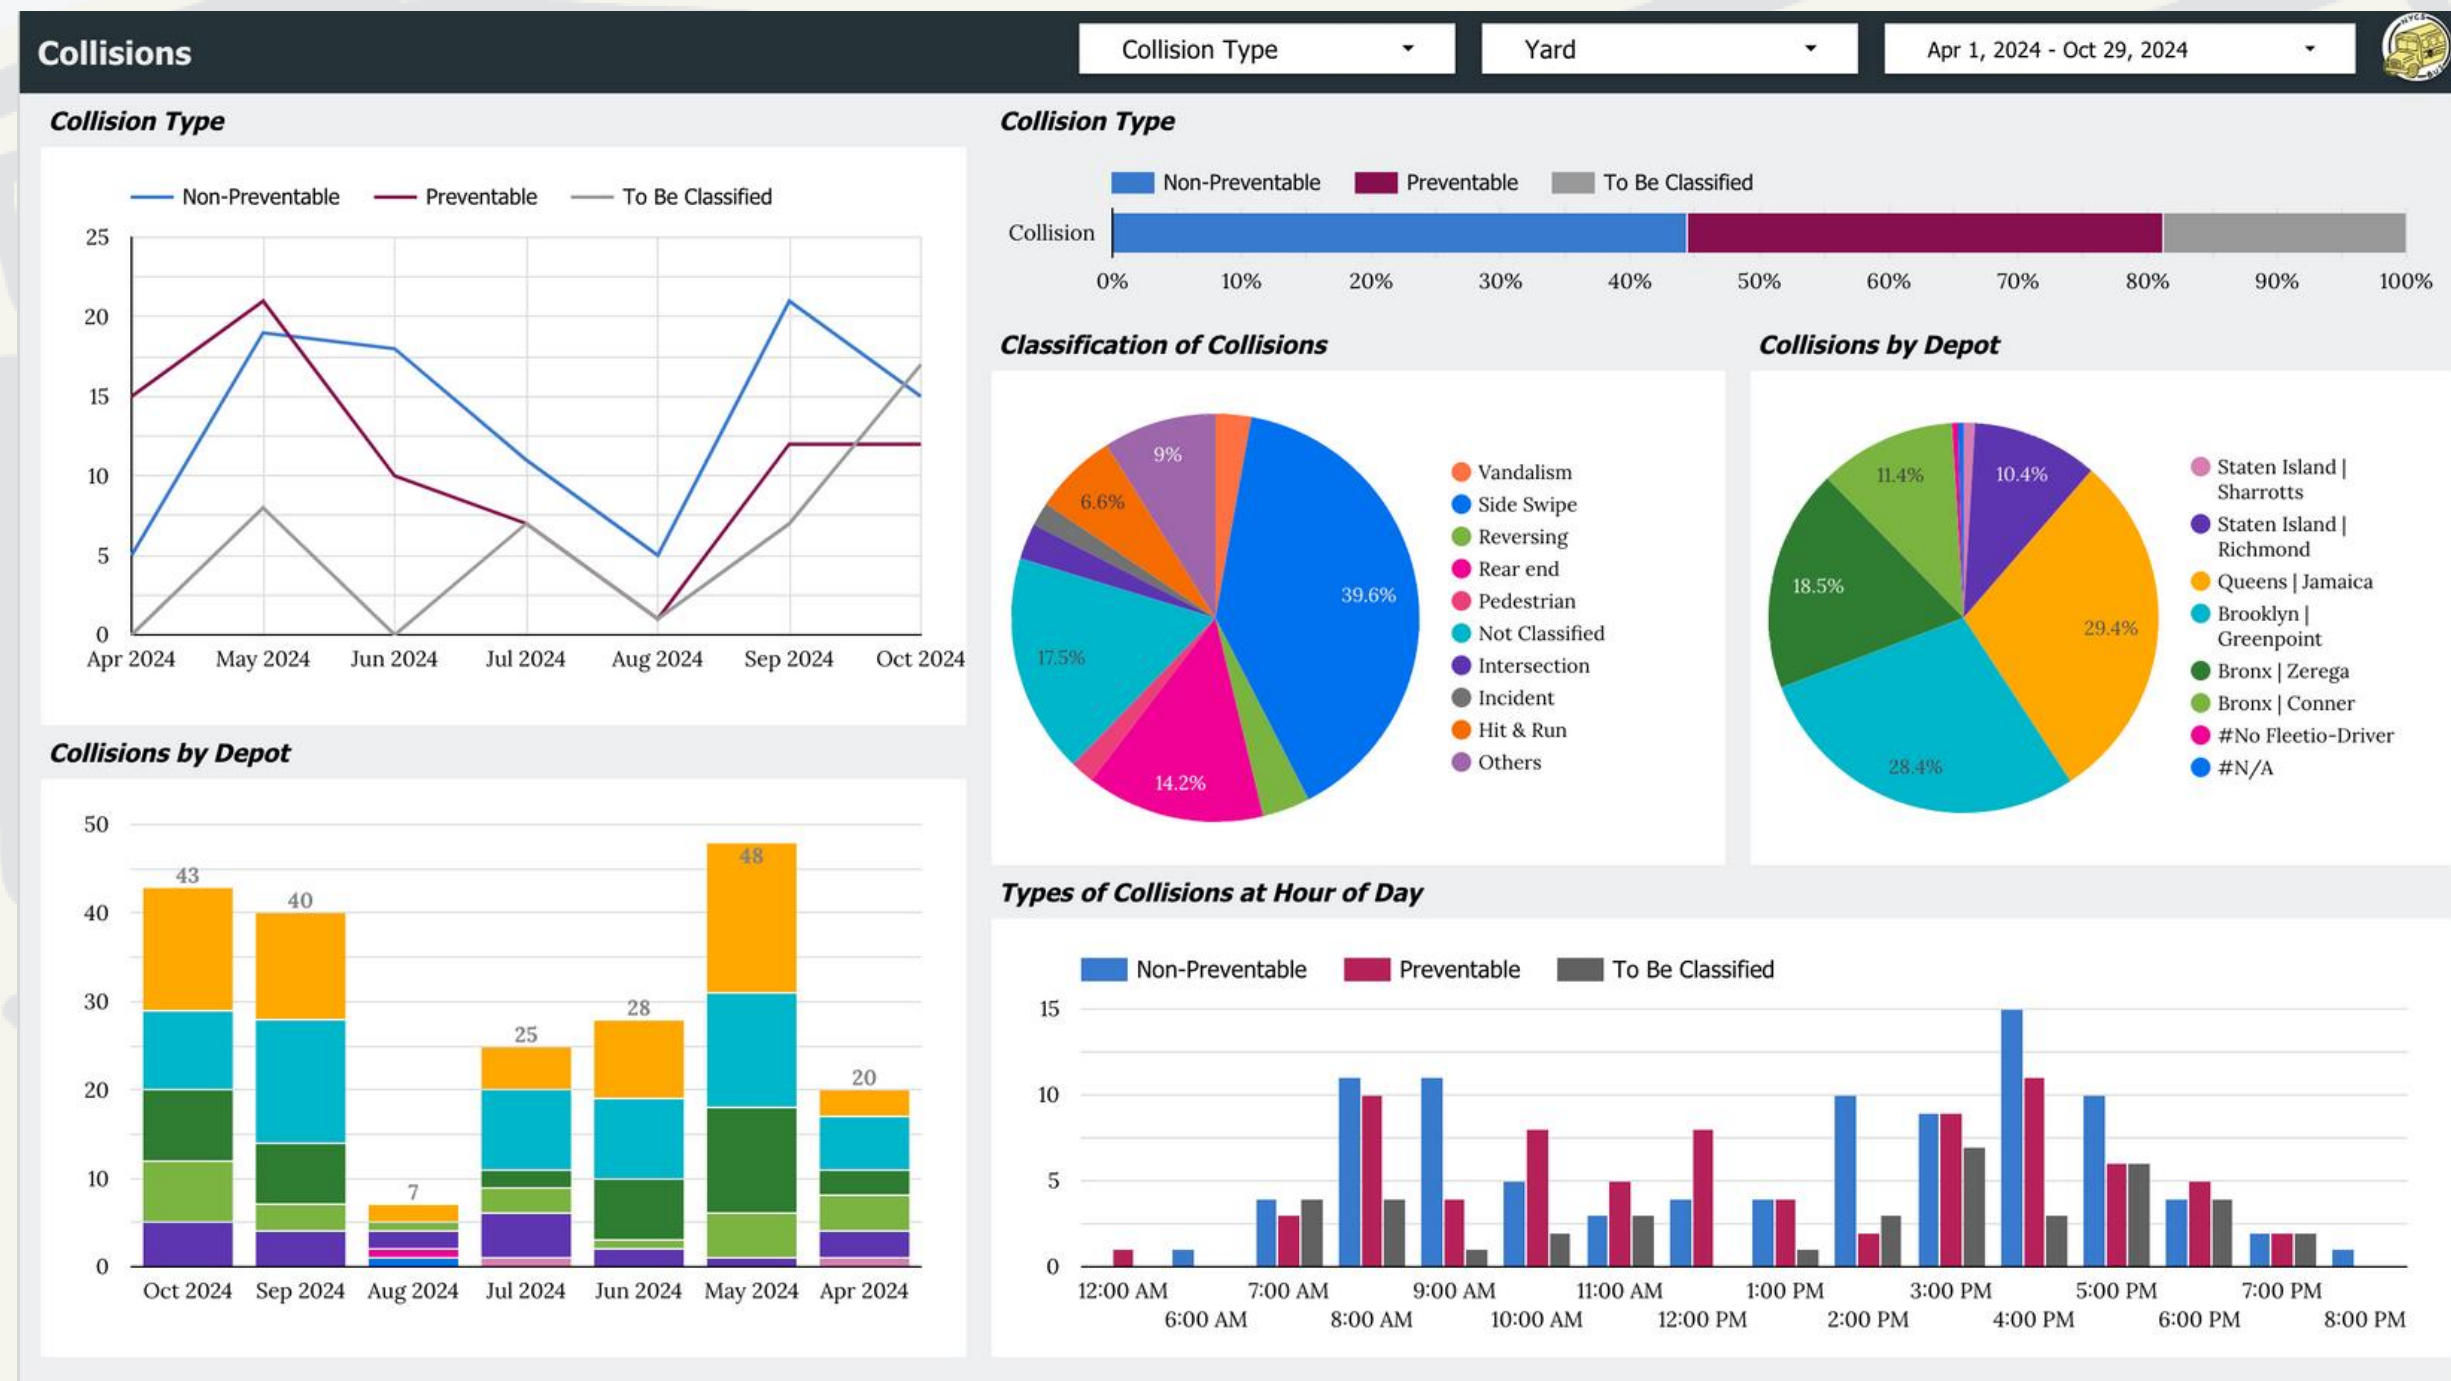 Collisions
Collision Type
Yard
Apr 1, 2024 - Oct 29, 2024
NYCS
Bus
Collision Type
Non-Preventable
Preventable
To Be Classified
25
20
15
10
5
0
Apr 2024
May 2024
Jun 2024
Jul 2024
Aug 2024
Sep 2024
Oct 2024
Collision Type
Non-Preventable
Preventable
To Be Classified
Collision
0%
10%
20%
30%
40%
50%
60%
70%
80%
90%
100%
Classification of Collisions
9%
6.6%
39.6%
17.5%
14.2%
Vandalism
Side Swipe
Reversing
Rear end
Pedestrian
Not Classified
Intersection
Incident
Hit & Run
Others
Collisions by Depot
11.4%
10.4%
18.5%
29.4%
28.4%
Staten Island |
Sharrotts
Staten Island |
Richmond
Queens | Jamaica
Brooklyn |
Greenpoint
Bronx | Zerega
Bronx | Conner
#No Fleetio-Driver
#N/A
Collisions by Depot
50
40
30
20
10
0
43
40
7
25
28
48
20
Oct 2024
Sep 2024
Aug 2024
Jul 2024
Jun 2024
May 2024
Apr 2024
Types of Collisions at Hour of Day
Non-Preventable
Preventable
To Be Classified
15
10
5
0
12:00 AM
6:00 AM
7:00 AM
8:00 AM
9:00 AM
10:00 AM
11:00 AM
12:00 PM
1:00 PM
2:00 PM
3:00 PM
4:00 PM
5:00 PM
6:00 PM
7:00 PM
8:00 PM